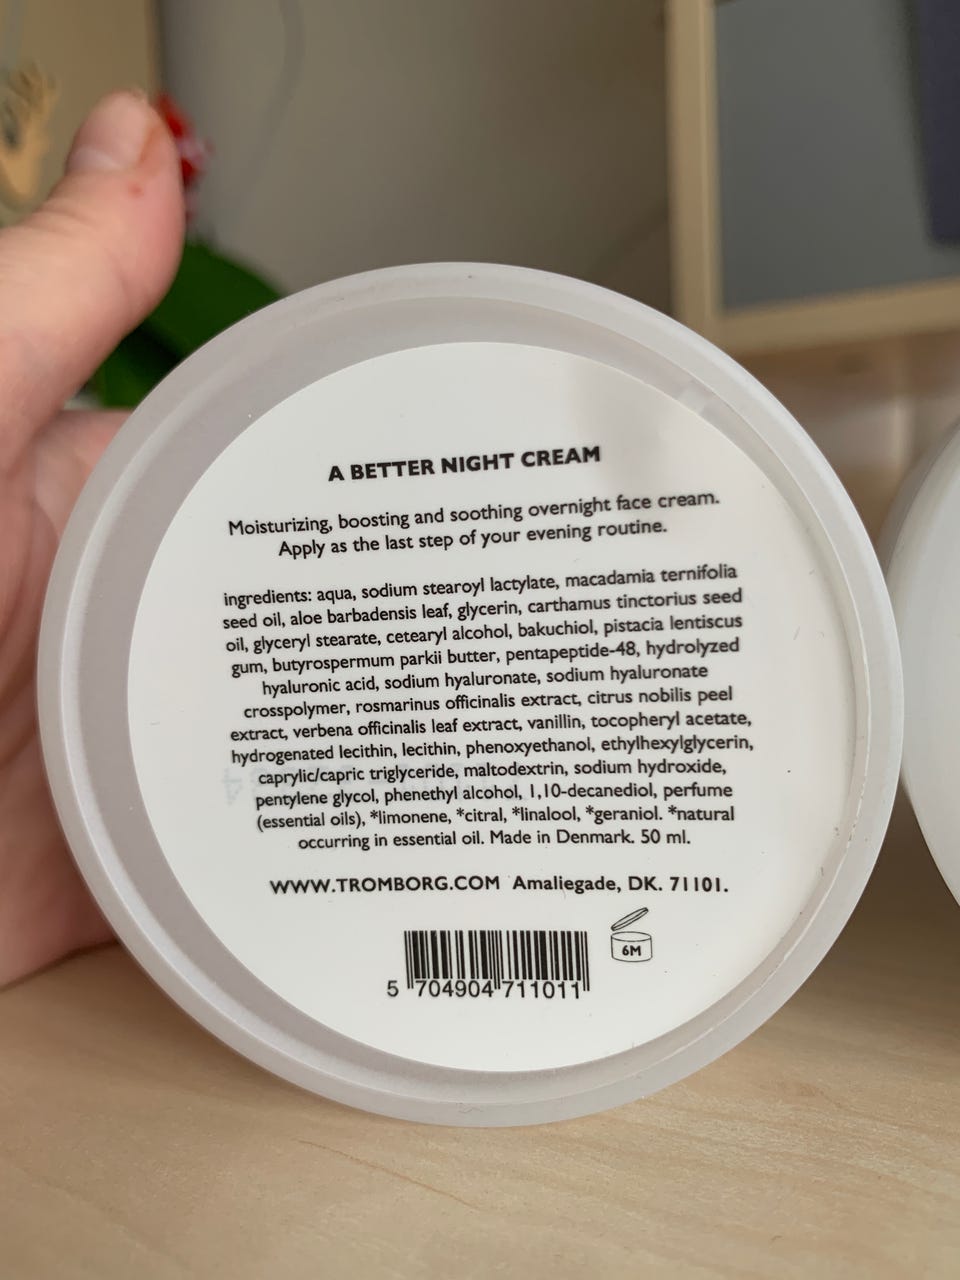 A BETTER NIGHT CREAM
Moisturizing, boosting and soothing overnight face cream.
Apply as the last step of your evening routine.
ingredients: aqua, sodium stearoyl lactylate, macadamia ternifolia
seed oil, aloe barbadensis leaf, glycerin, carthamus tinctorius seed
oil, glyceryl stearate, cetearyl alcohol, bakuchiol, pistacia lentiscus
gum, butyrospermum parkii butter, pentapeptide-48, hydrolyzed
hyaluronic acid, sodium hyaluronate, sodium hyaluronate
crosspolymer, rosmarinus officinalis extract, citrus nobilis peel
extract, verbena officinalis leaf extract, vanillin, tocopheryl acetate,
hydrogenated lecithin, lecithin, phenoxyethanol, ethylhexylglycerin,
caprylic/capric triglyceride, maltodextrin, sodium hydroxide,
pentylene glycol, phenethyl alcohol, 1,10-decanediol, perfume
(essential oils), *limonene, *citral, *linalool, *geraniol. *natural
occurring in essential oil. Made in Denmark. 50 ml.
WWW.TROMBORG.COM Amaliegade, DK. 71101.
6M
5 704904 711011